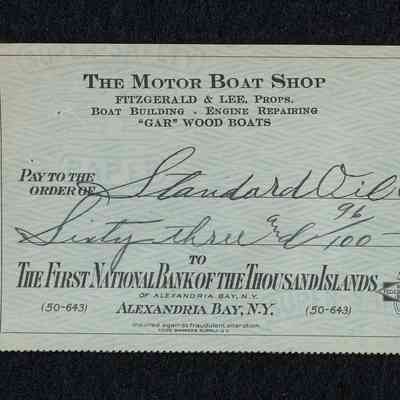 THE MOTOR BOAT SHOP
FITZGERALD & LEE, PROPS.
BOAT BUILDING - ENGINE REPAIRING
"GAR" WOOD BOATS
PAY TO THE
ORDER OF Standard Oil
Sixty three and 96/100
TO
THE FIRST NATIONAL BANK OF THE THOUSAND ISLANDS
OF ALEXANDRIA BAY, N.Y.
(50-643) ALEXANDRIA BAY, N.Y. (50-643)
Insured against fraudulent alteration